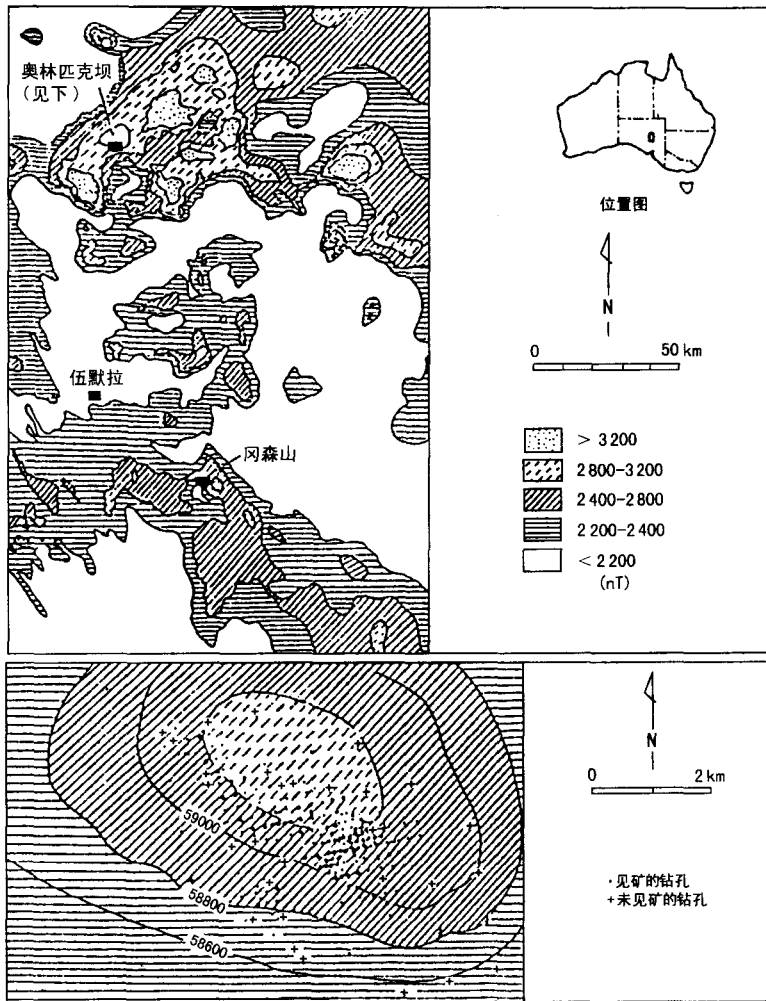 奥林匹克坝
(见下)
伍默拉
冈森山
位置图
N
0 50 km
> 3 200
2 800-3 200
2 400-2 800
2 200-2 400
< 2 200
(nT)
59000
58800
58600
N
0 2 km
· 见矿的钻孔
+ 未见矿的钻孔